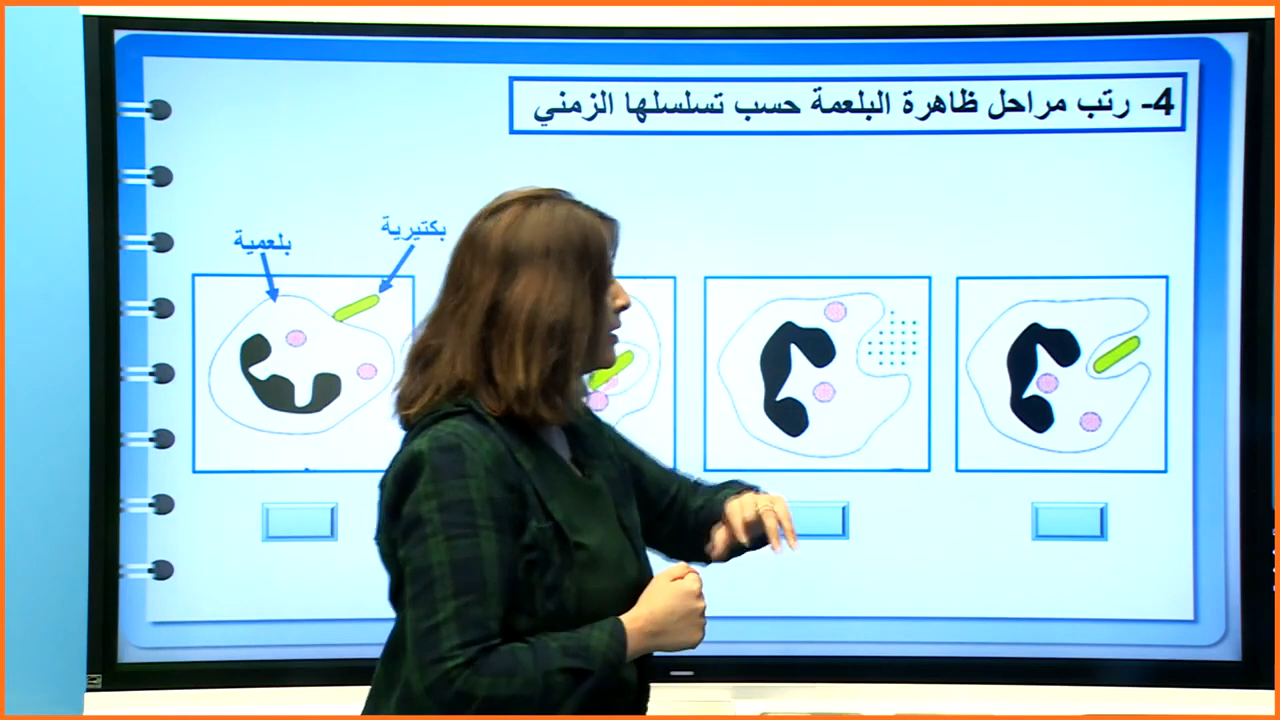 4- رتب مراحل ظاهرة البلعمة حسب تسلسلها الزمني
بكتيرية
بلعمية